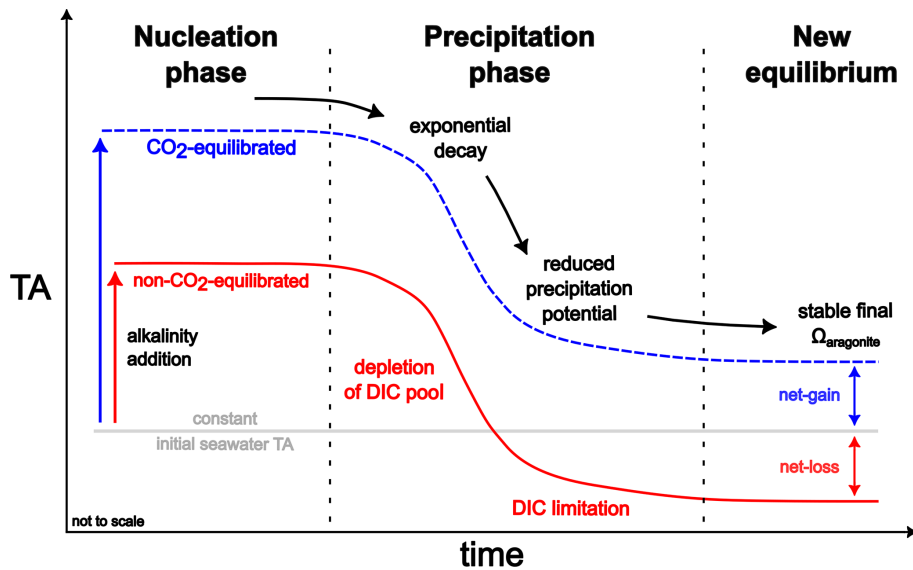 Nucleation
phase
Precipitation
phase
New
equilibrium
exponential
decay
CO2-equilibrated
non-CO2-equilibrated
reduced
precipitation
potential
stable final
Ωaragonite
TA
alkalinity
addition
depletion
of DIC pool
net-gain
constant
initial seawater TA
net-loss
DIC limitation
not to scale
time